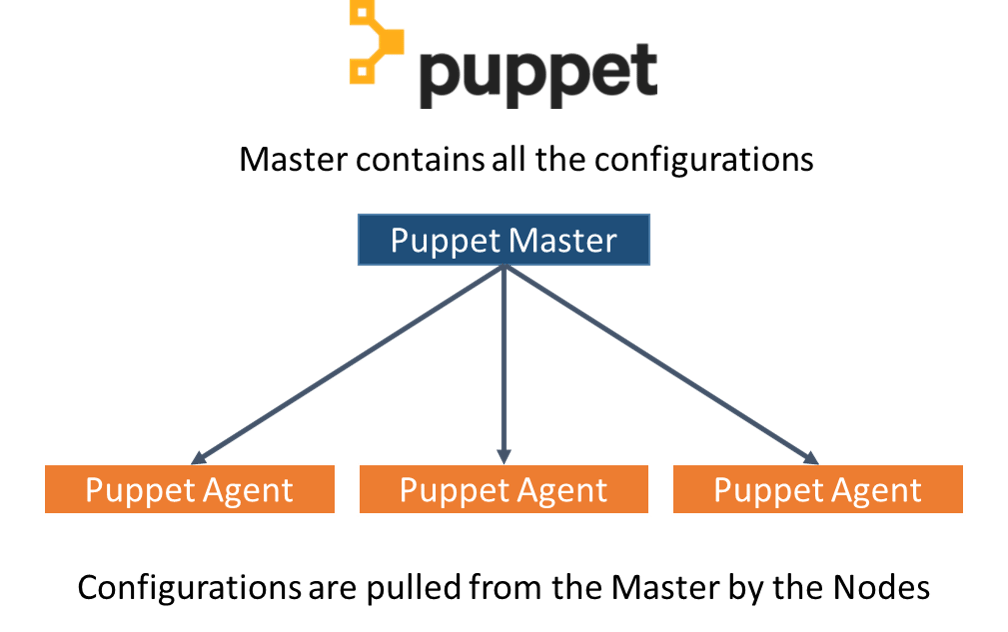 puppet
Master contains all the configurations
Puppet Master
Puppet Agent
Puppet Agent
Puppet Agent
Configurations are pulled from the Master by the Nodes